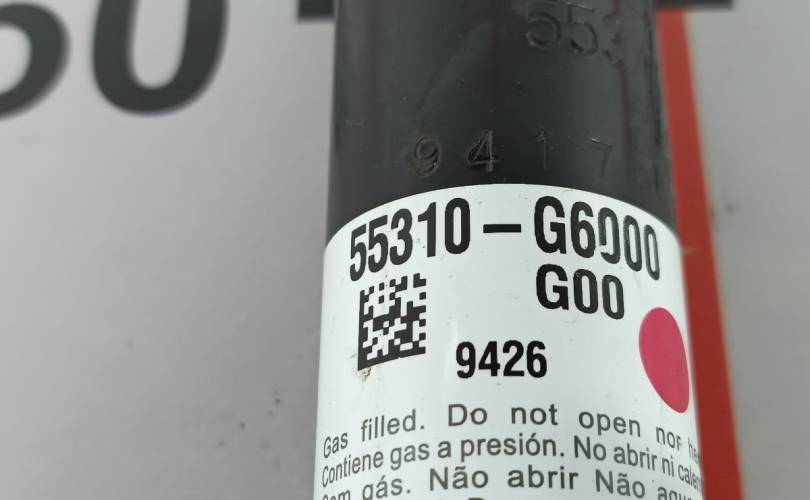 50
553
9417
55310-G6000
G00
9426
Gas filled. Do not open nor
Contiene gas a presión. No abrir ni
gás. Não abrir Não